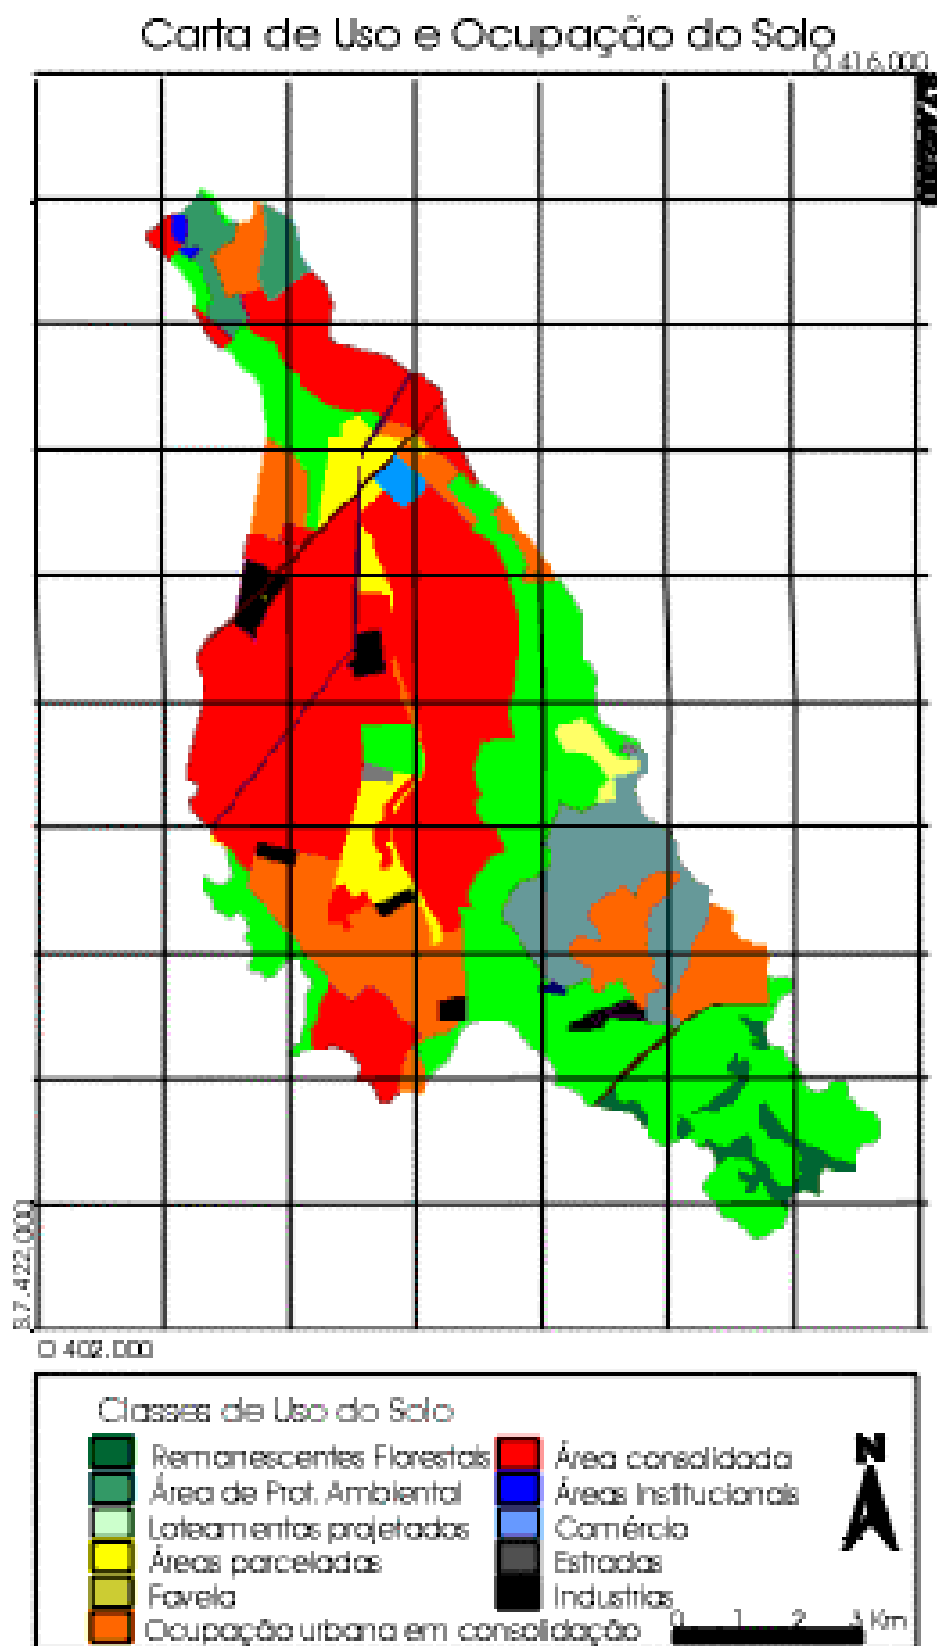 Carta de Uso e Ocupação do Solo
O 416.000
S 7.422.000
O 402.000
Classes de Uso do Solo
Remanescentes Florestais
Área de Prot. Ambiental
Loteamentos projetados
Áreas parceladas
Favela
Ocupação urbana em consolidação
Área consolidada
Áreas Institucionais
Comércio
Estradas
Industrias
N
0 1 2 3 Km